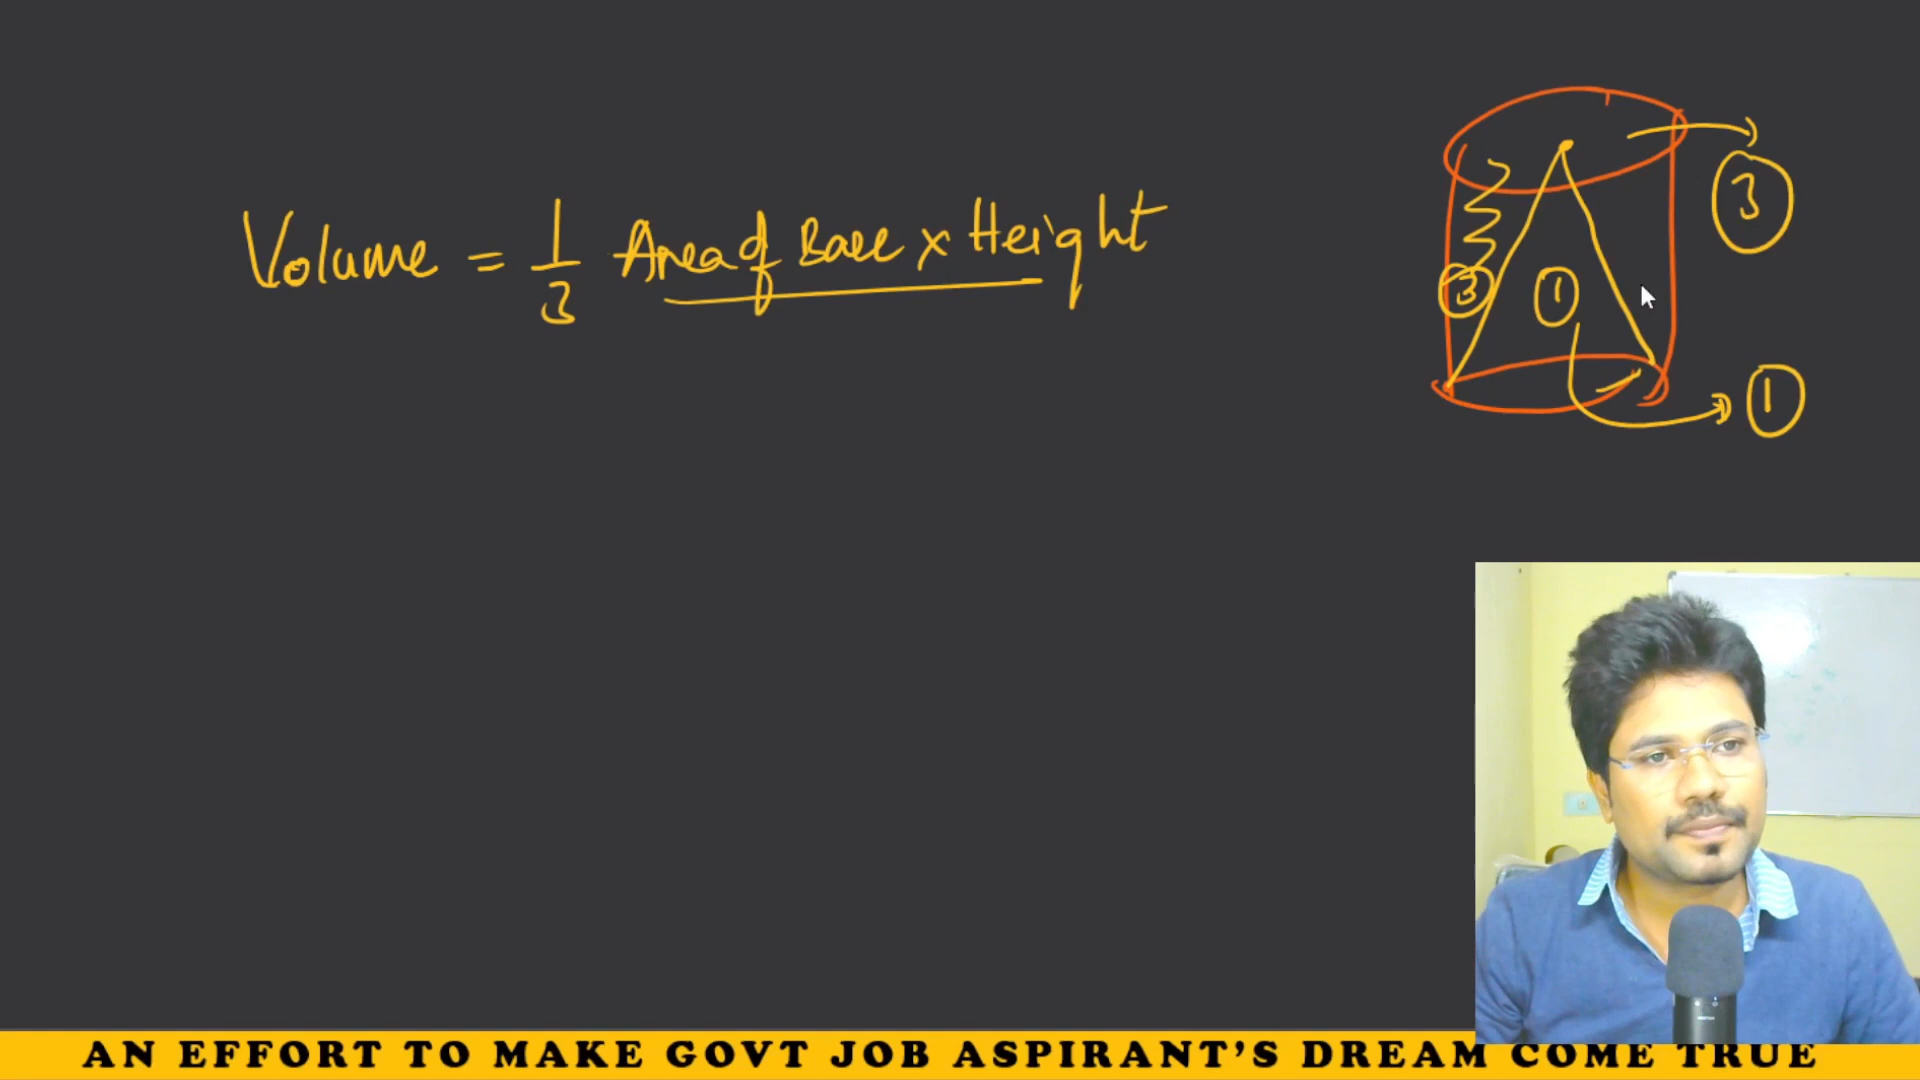 Volume = 1/3 Area of Base x Height
3
3
1
1
AN EFFORT TO MAKE GOVT JOB ASPIRANT'S DREAM COME TRUE